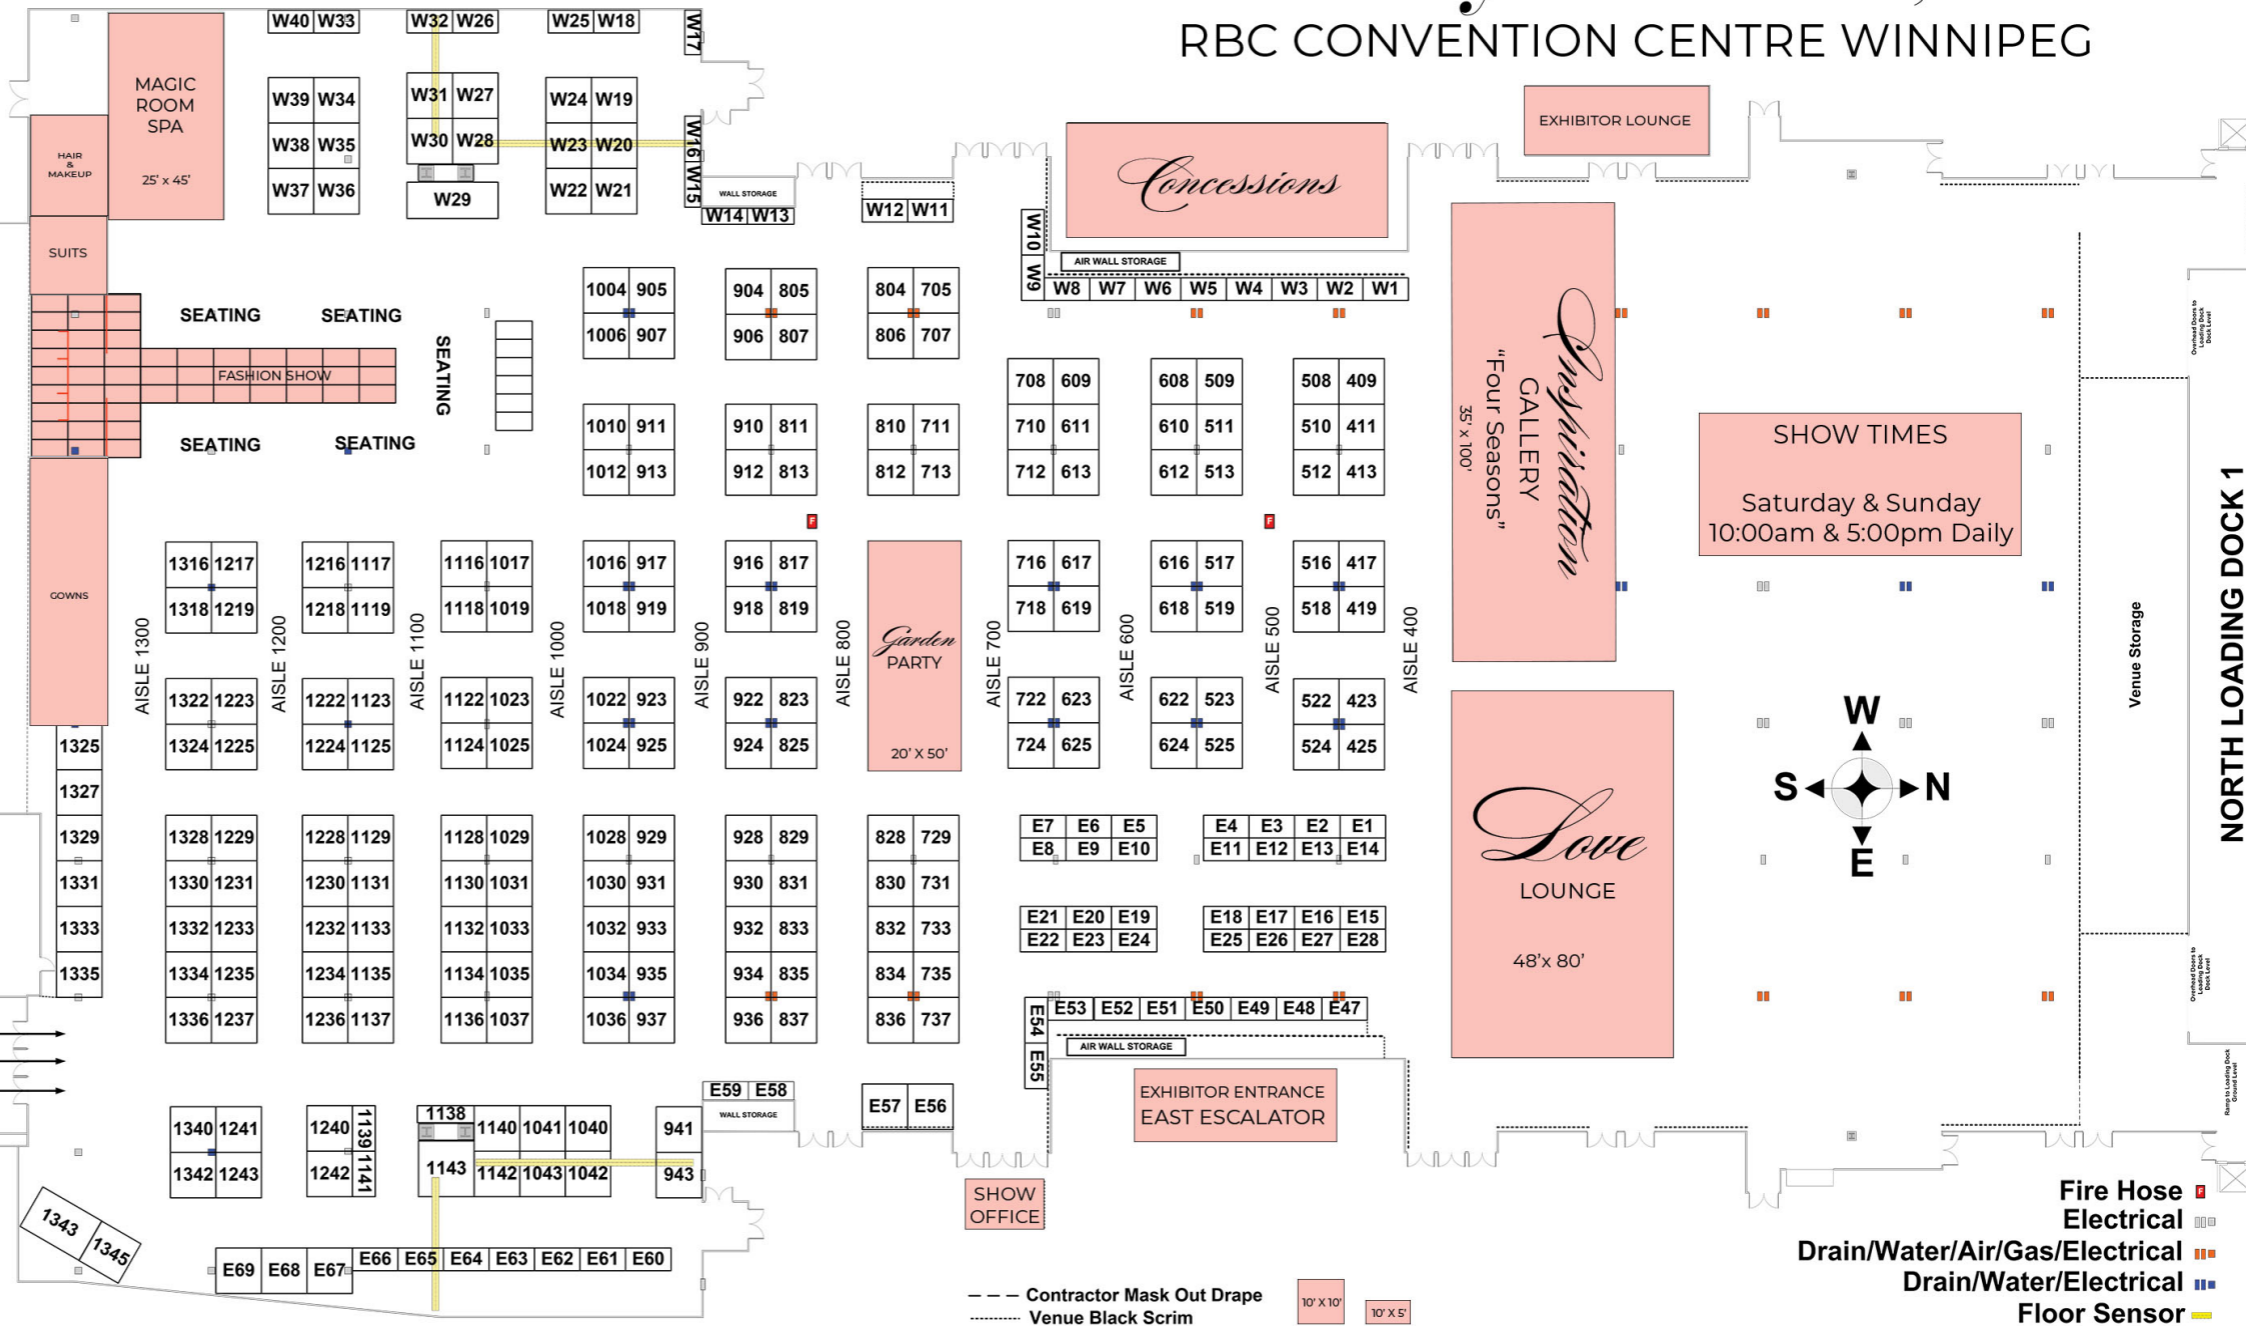 RBC CONVENTION CENTRE WINNIPEG
W40 W33
W32 W26
W25 W18
W17
MAGIC
ROOM
SPA
25' x 45'
HAIR
&
MAKEUP
SUITS
W39 W34
W38 W35
W37 W36
W31 W27
W30 W28
W29
W24 W19
W23 W20
W22 W21
W16 W15
WALL STORAGE
W14 W13
W12 W11
W10 W9
Concessions
AIR WALL STORAGE
W8 W7 W6 W5 W4 W3 W2 W1
EXHIBITOR LOUNGE
SEATING
SEATING
SEATING
FASHION SHOW
SEATING
SEATING
1004 905
1006 907
904 805
906 807
804 705
806 707
708 609
710 611
712 613
608 509
610 511
612 513
508 409
510 411
512 413
1010 911
1012 913
910 811
912 813
810 711
812 713
Inspiration
GALLERY
"Four Seasons"
35' x 100'
SHOW TIMES
Saturday & Sunday
10:00am & 5:00pm Daily
Overhead Doors to
Loading Dock
Dock Level
NORTH LOADING DOCK 1
Venue Storage
F
F
GOWNS
1316 1217
1318 1219
1216 1117
1218 1119
1116 1017
1118 1019
1016 917
1018 919
916 817
918 819
Garden
PARTY
20' X 50'
716 617
718 619
616 517
618 519
516 417
518 419
AISLE 1300
AISLE 1200
AISLE 1100
AISLE 1000
AISLE 900
AISLE 800
AISLE 700
AISLE 600
AISLE 500
AISLE 400
1322 1223
1324 1225
1222 1123
1224 1125
1122 1023
1124 1025
1022 923
1024 925
922 823
924 825
722 623
724 625
622 523
624 525
522 423
524 425
Love
LOUNGE
48'x 80'
W
S N
E
1325
1327
1329
1331
1333
1335
1328 1229
1330 1231
1332 1233
1334 1235
1336 1237
1228 1129
1230 1131
1232 1133
1234 1135
1236 1137
1128 1029
1130 1031
1132 1033
1134 1035
1136 1037
1028 929
1030 931
1032 933
1034 935
1036 937
928 829
930 831
932 833
934 835
936 837
828 729
830 731
832 733
834 735
836 737
E7 E6 E5
E8 E9 E10
E4 E3 E2 E1
E11 E12 E13 E14
E21 E20 E19
E22 E23 E24
E18 E17 E16 E15
E25 E26 E27 E28
E54 E55
E53 E52 E51 E50 E49 E48 E47
AIR WALL STORAGE
Overhead Doors to
Loading Dock
Dock Level
Ramp to Loading Dock
Ground Level
EXHIBITOR ENTRANCE
EAST ESCALATOR
1340 1241
1342 1243
1240
1242
1139 1141
1138
1143
1140 1041 1040
1142 1043 1042
941
943
E59 E58
WALL STORAGE
E57 E56
SHOW
OFFICE
1343 1345
E69 E68 E67 E66 E65 E64 E63 E62 E61 E60
Contractor Mask Out Drape
Venue Black Scrim
10' X 10'
10' X 5'
Fire Hose F
Electrical
Drain/Water/Air/Gas/Electrical
Drain/Water/Electrical
Floor Sensor